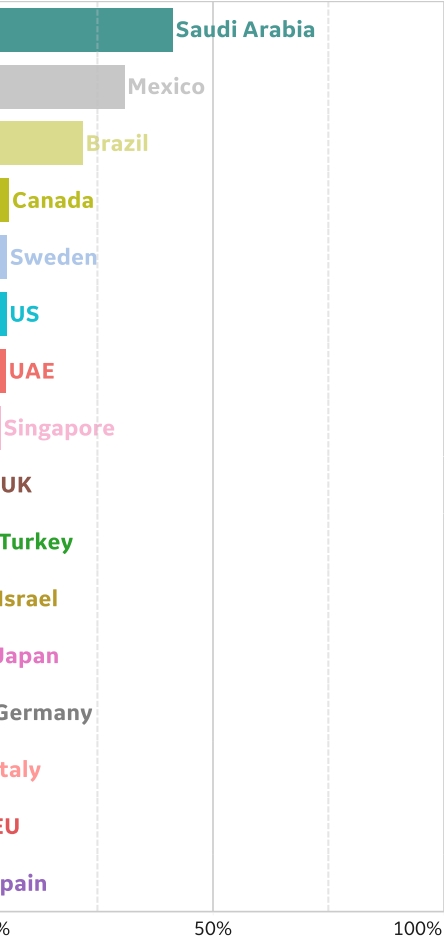 Saudi Arabia
Mexico
Brazil
Canada
Sweden
US
UAE
Singapore
UK
Turkey
Israel
Japan
Germany
taly
EU
pain
% 50% 100%